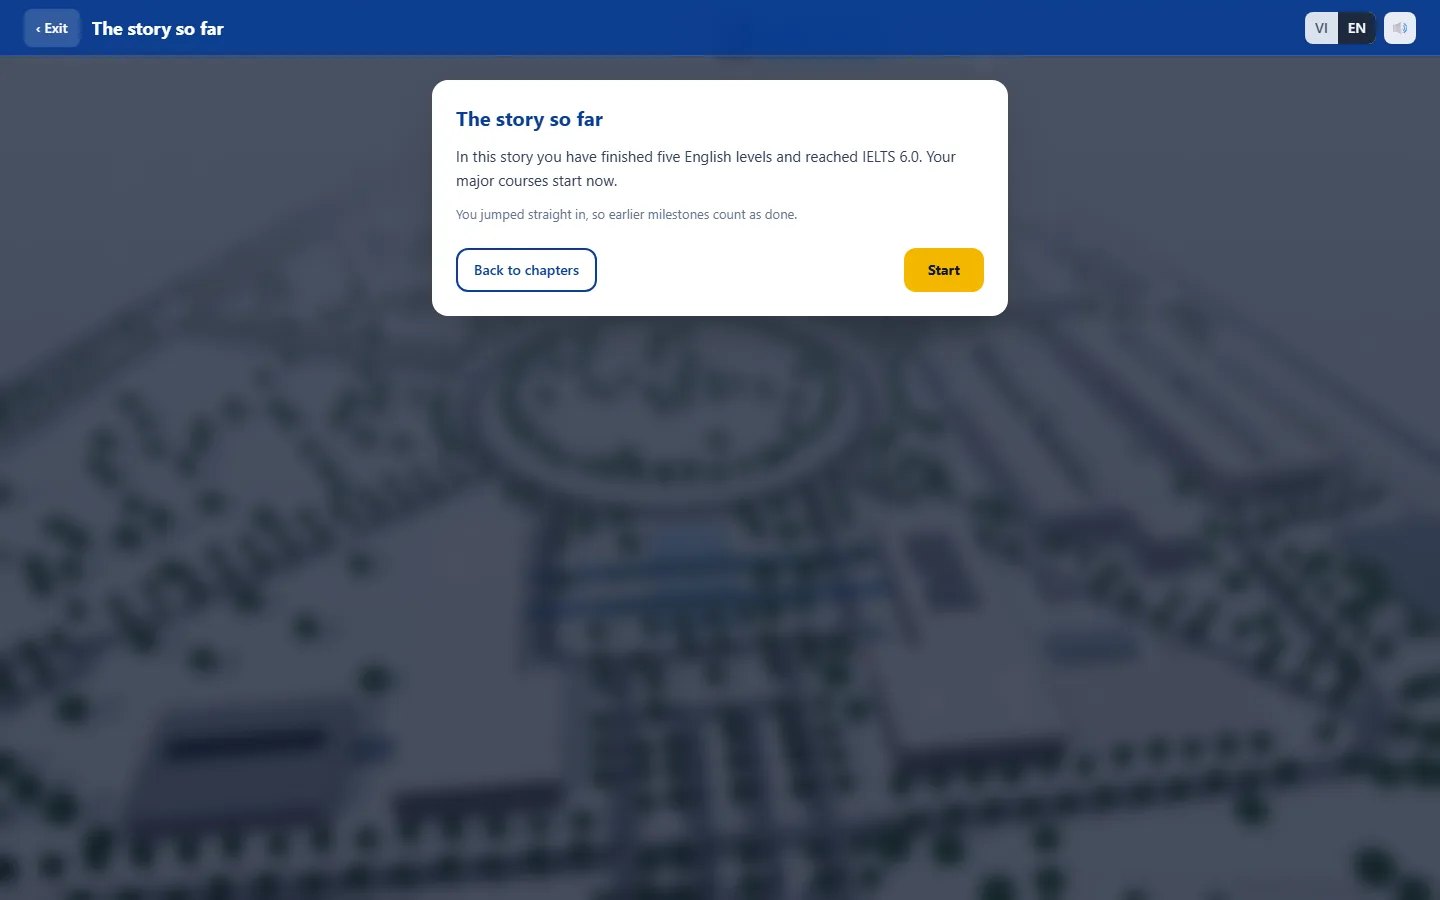 ‹ Exit
The story so far
VI
EN
The story so far
In this story you have finished five English levels and reached IELTS 6.0. Your
major courses start now.
You jumped straight in, so earlier milestones count as done.
Back to chapters
Start